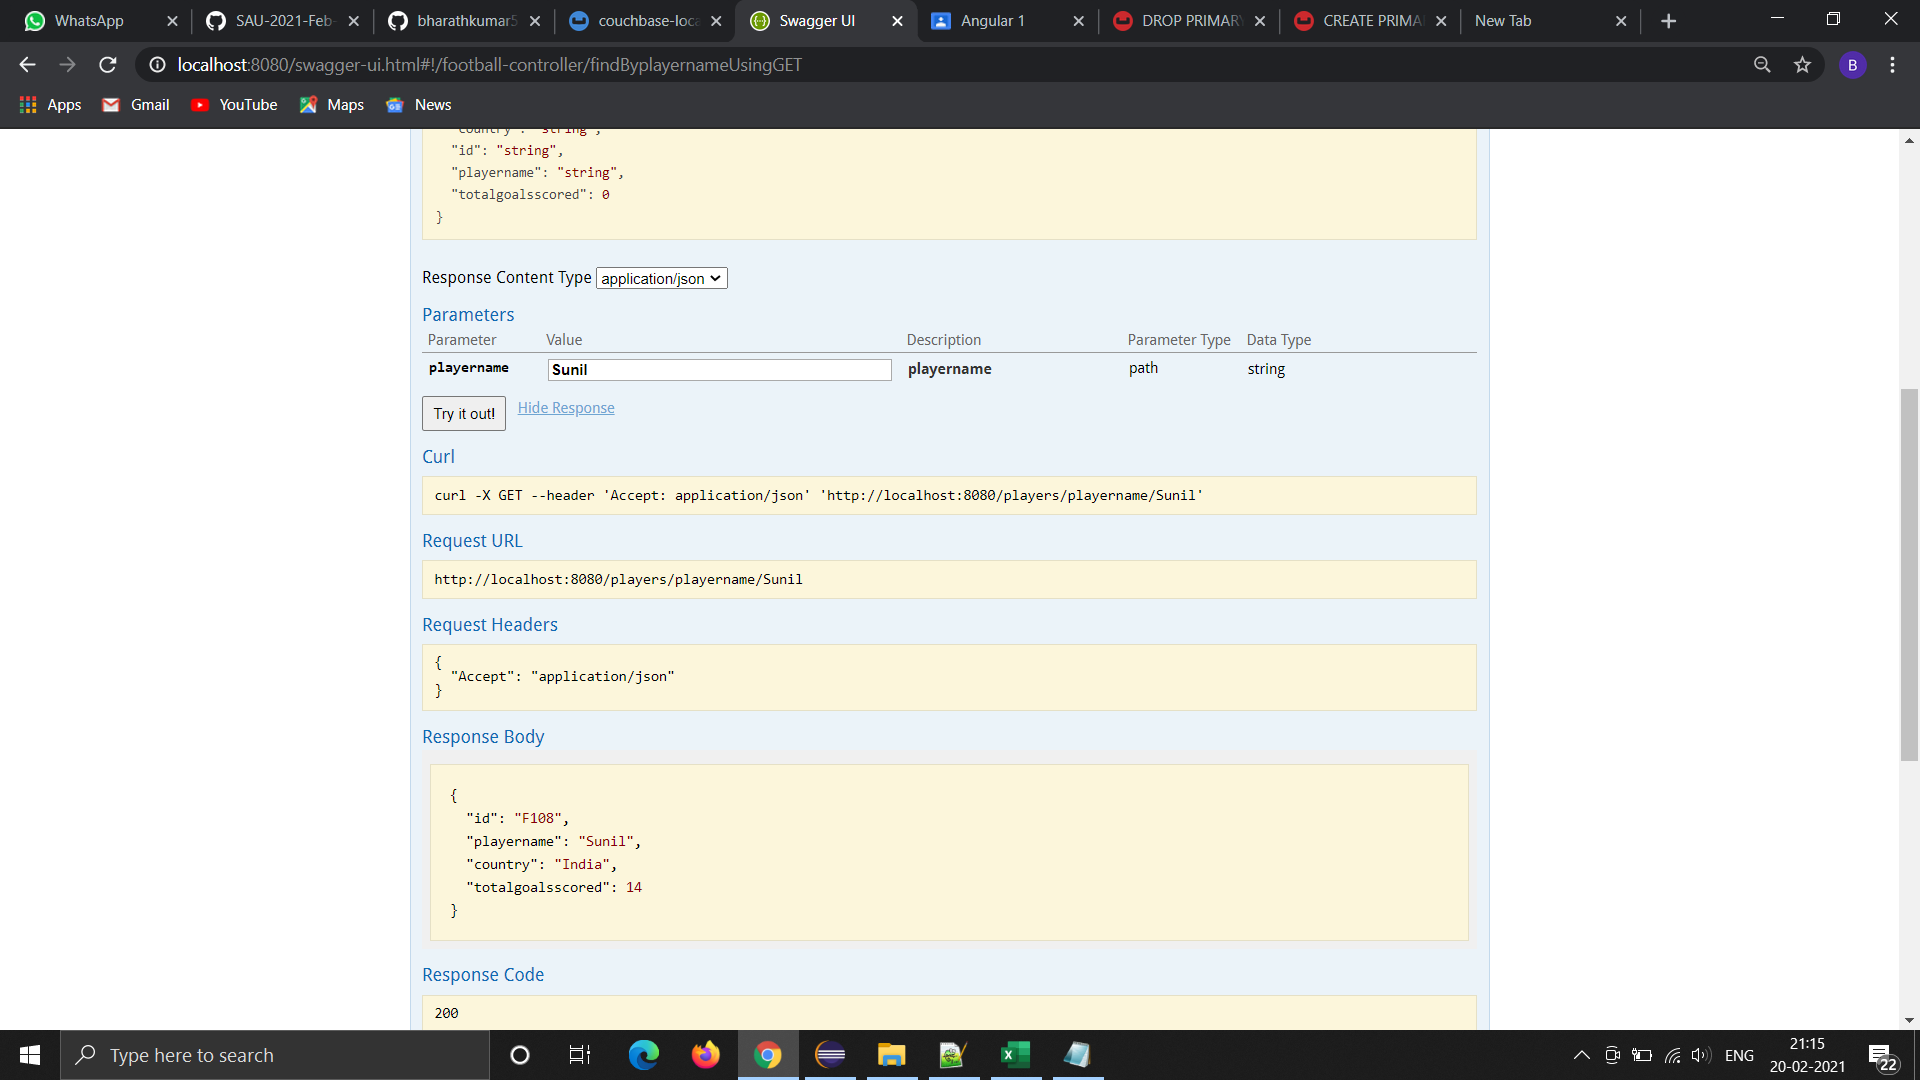 WhatsApp
SAU-2021-Feb-
bharathkumar5
couchbase-loca
Swagger UI
Angular 1
DROP PRIMARY
CREATE PRIMA
New Tab
localhost:8080/swagger-ui.html#!/football-controller/findByplayernameUsingGET
B
Apps
Gmail
YouTube
Maps
News
"country": "string",
"id": "string",
"playername": "string",
"totalgoalsscored": 0
}
Response Content Type application/json
Parameters
Parameter Value Description Parameter Type Data Type
playername Sunil playername path string
Try it out! Hide Response
Curl
curl -X GET --header 'Accept: application/json' 'http://localhost:8080/players/playername/Sunil'
Request URL
http://localhost:8080/players/playername/Sunil
Request Headers
{
"Accept": "application/json"
}
Response Body
{
"id": "F108",
"playername": "Sunil",
"country": "India",
"totalgoalsscored": 14
}
Response Code
200
Type here to search
ENG
21:15
20-02-2021
22